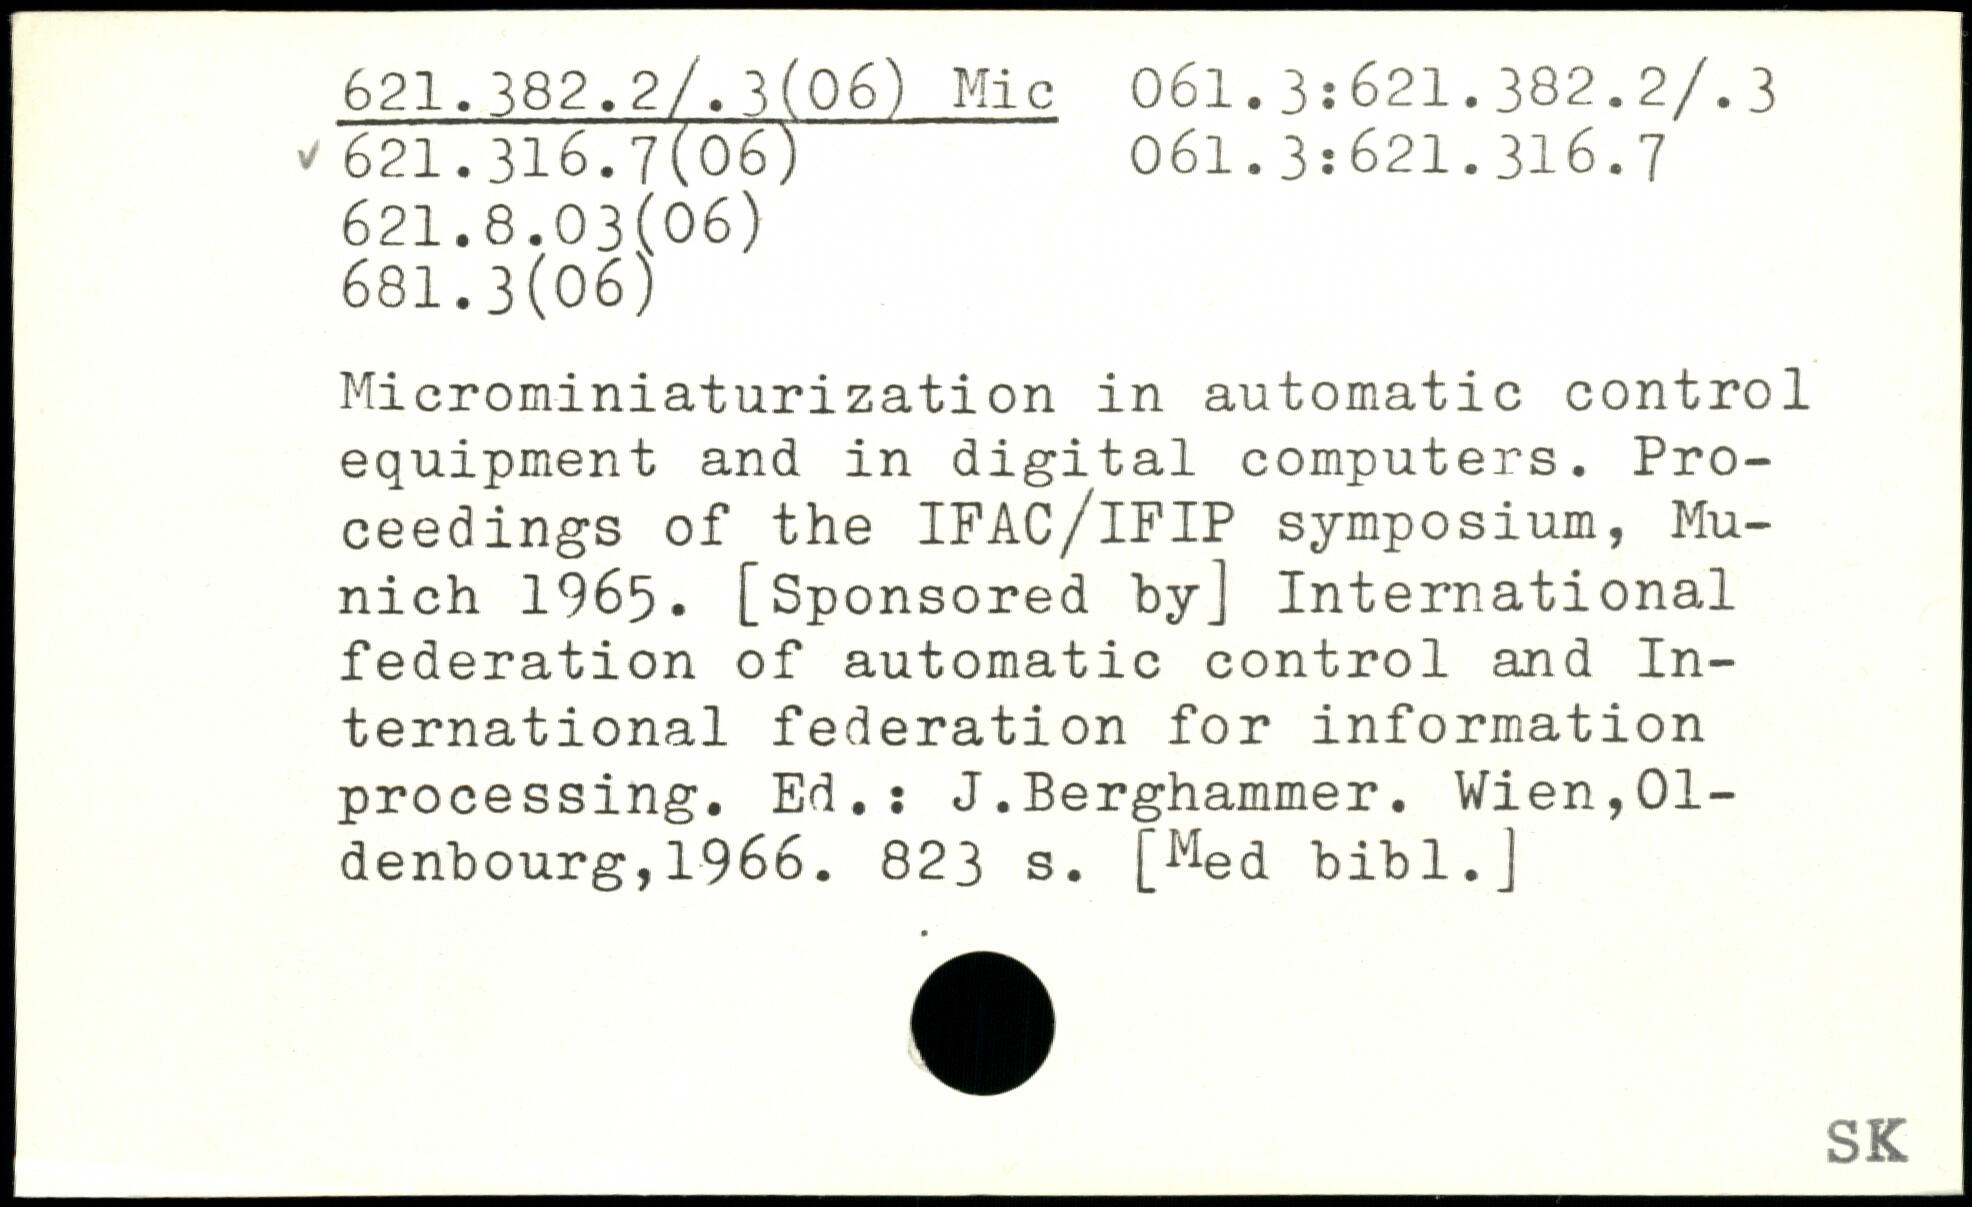 621.382.2/.3(06) Mic 061.3:621.382.2/.3
621.316.7(06) 061.3:621.316.7
621.8.03(06)
681.3(06)
Microminiaturization in automatic control
equipment and in digital computers. Pro-
ceedings of the IFAC/IFIP symposium, Mu-
nich 1965. [Sponsored by] International
federation of automatic control and In-
ternational federation for information
processing. Ed.: J.Berghammer. Wien,Ol-
denbourg,1966. 823 s. [Med bibl.]
SK